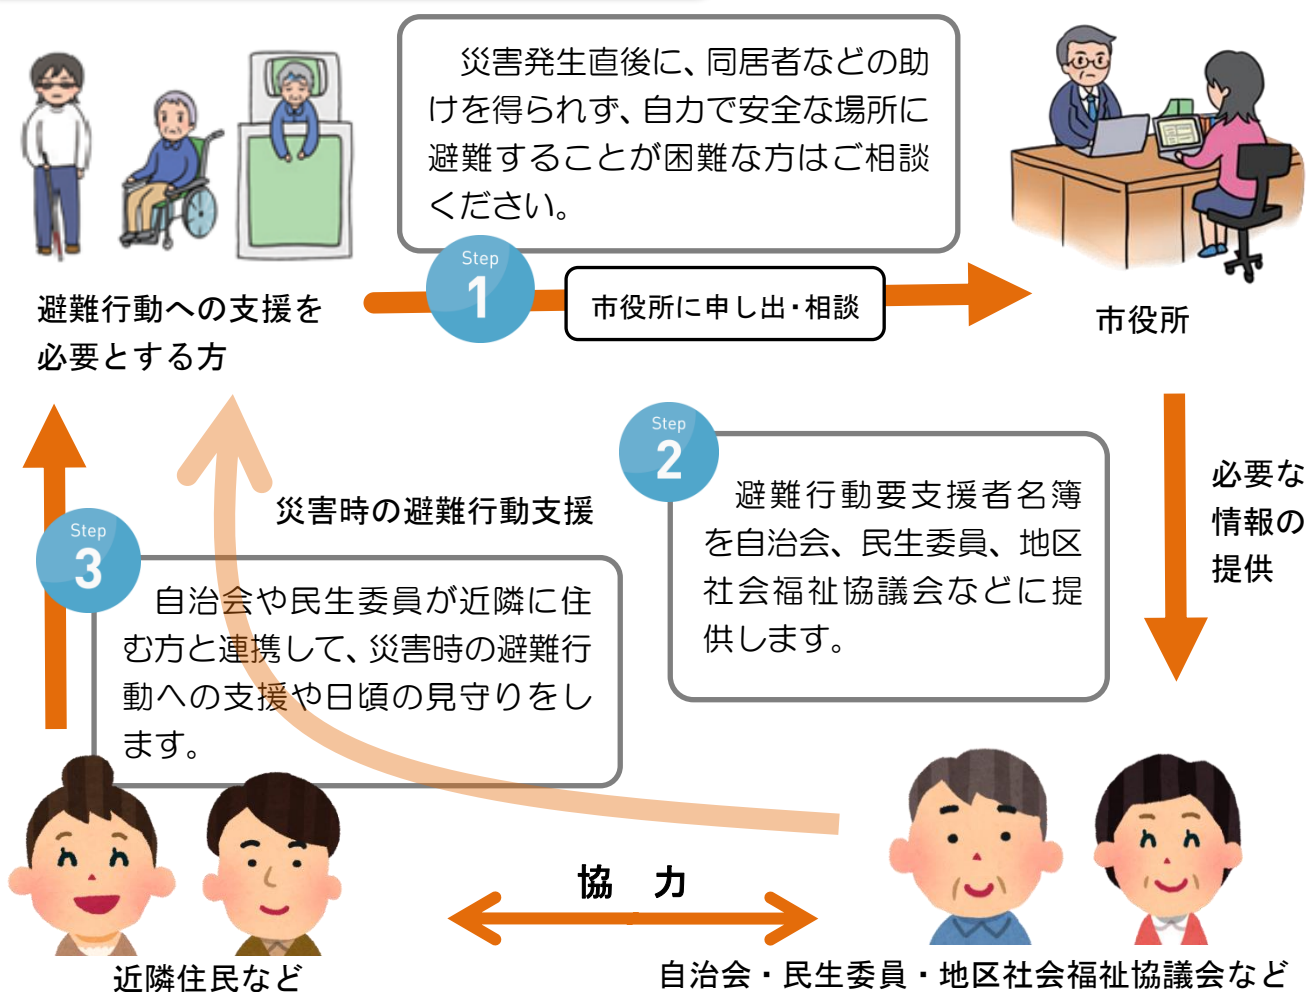 災害発生直後に、同居者などの助
けを得られず、自力で安全な場所に
避難することが困難な方はご相談
ください。
Step
1
市役所に申し出・相談
避難行動への支援を
必要とする方
市役所
Step
2
避難行動要支援者名簿
を自治会、民生委員、地区
社会福祉協議会などに提
供します。
必要な
情報の
提供
災害時の避難行動支援
Step
3
自治会や民生委員が近隣に住
む方と連携して、災害時の避難行
動への支援や日頃の見守りをし
ます。
協 力
近隣住民など
自治会・民生委員・地区社会福祉協議会など